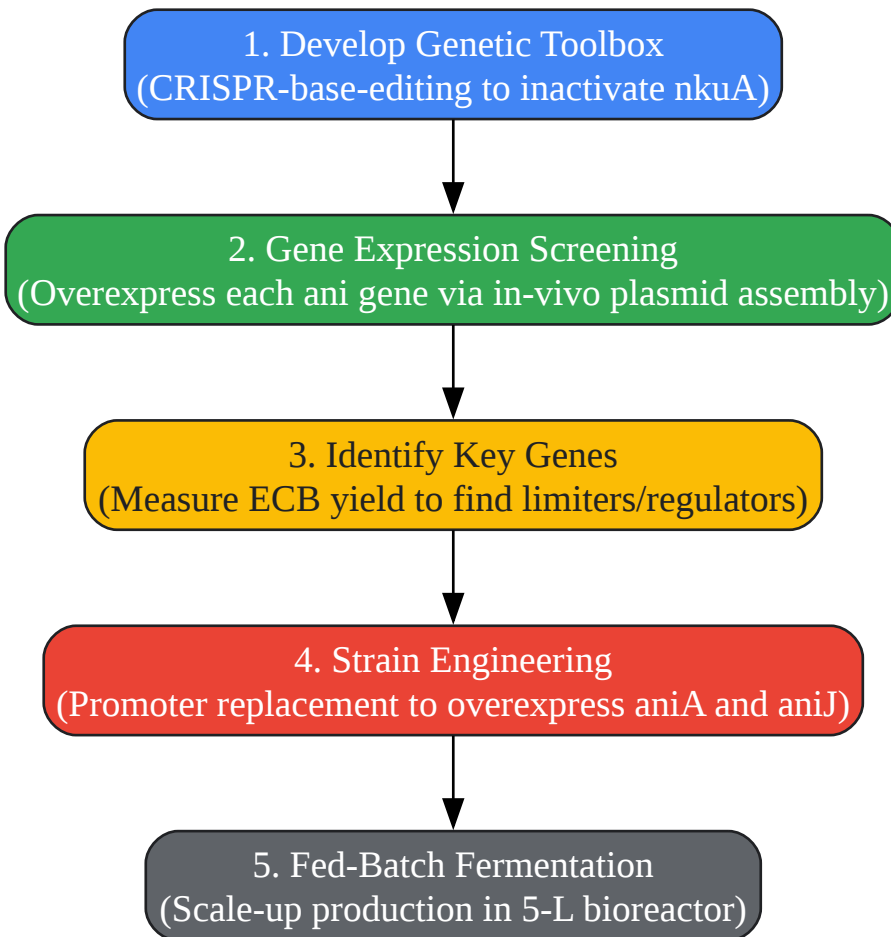 1. Develop Genetic Toolbox
(CRISPR-base-editing to inactivate nkuA)
2. Gene Expression Screening
(Overexpress each ani gene via in-vivo plasmid assembly)
3. Identify Key Genes
(Measure ECB yield to find limiters/regulators)
4. Strain Engineering
(Promoter replacement to overexpress aniA and aniJ)
5. Fed-Batch Fermentation
(Scale-up production in 5-L bioreactor)